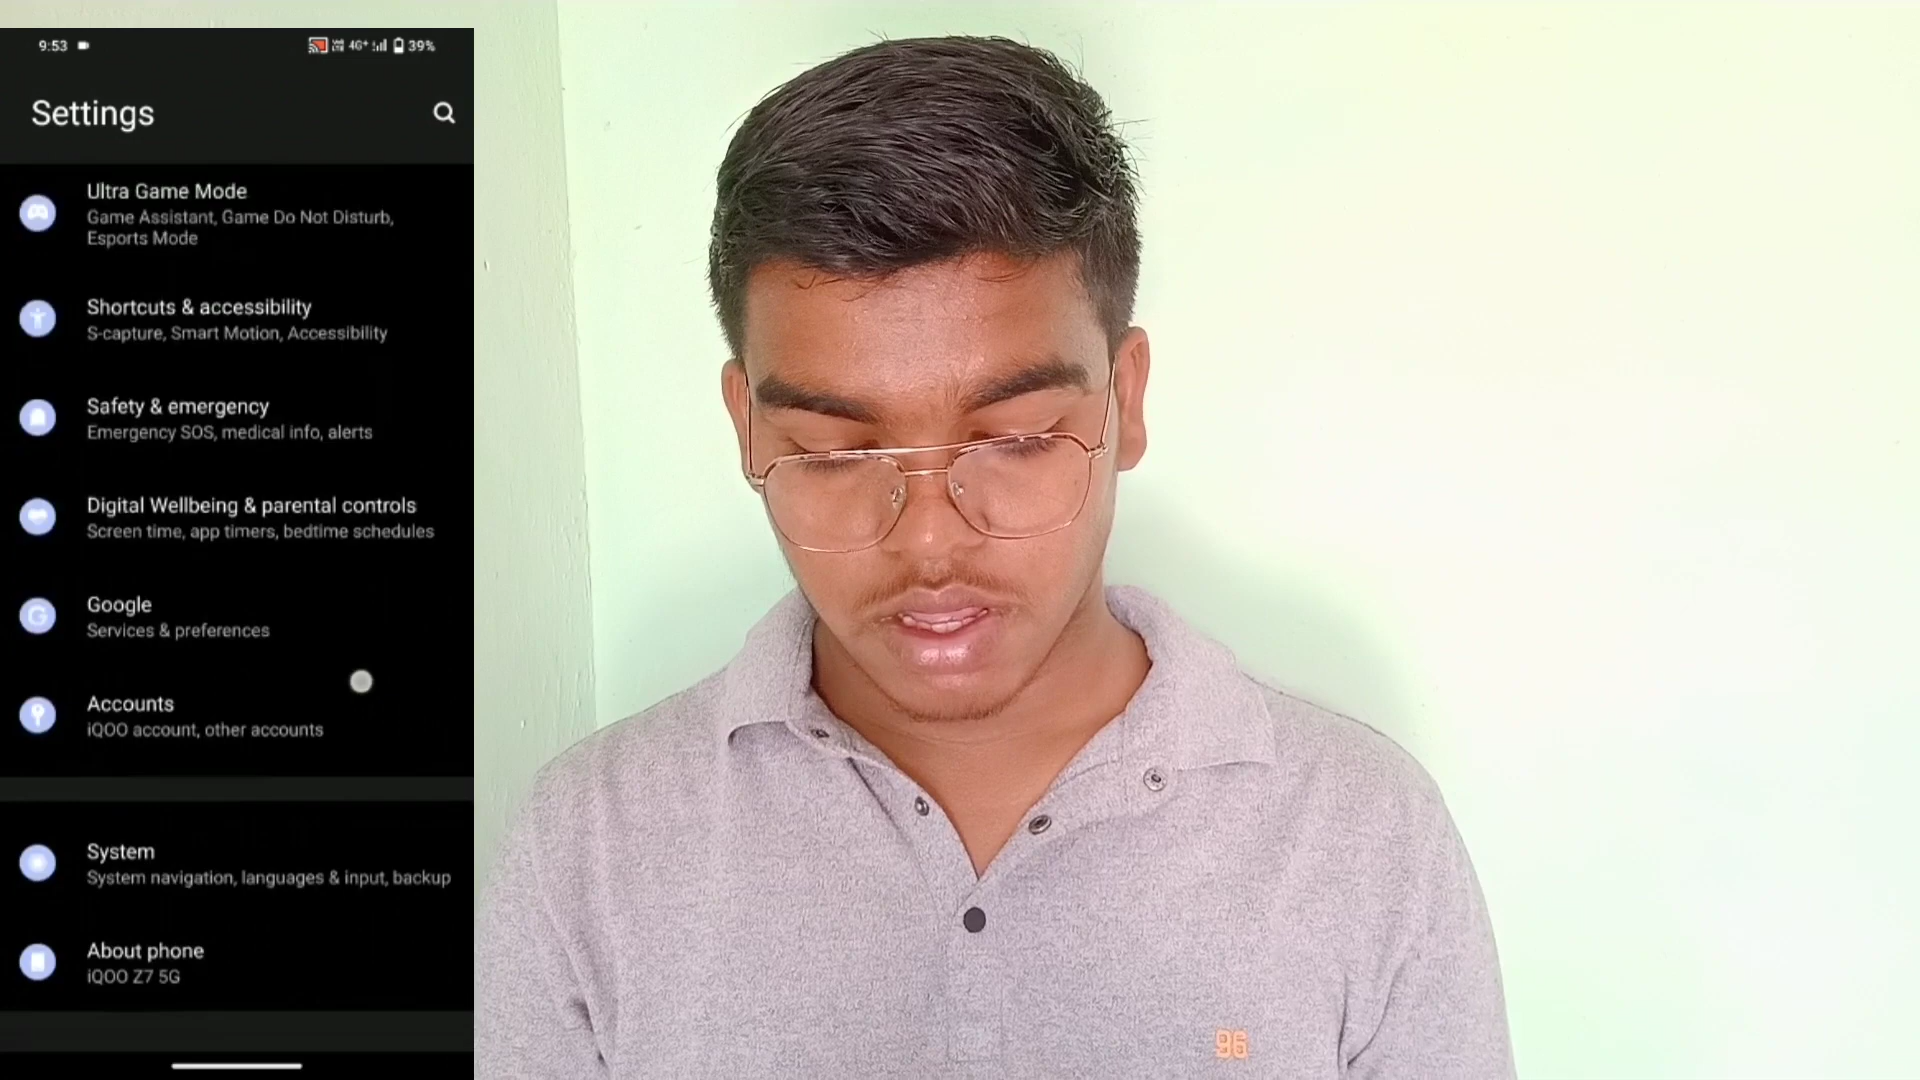 9:53
4G+ 39%
Settings
Ultra Game Mode
Game Assistant, Game Do Not Disturb,
Esports Mode
Shortcuts & accessibility
S-capture, Smart Motion, Accessibility
Safety & emergency
Emergency SOS, medical info, alerts
Digital Wellbeing & parental controls
Screen time, app timers, bedtime schedules
Google
Services & preferences
Accounts
iQOO account, other accounts
System
System navigation, languages & input, backup
About phone
iQOO Z7 5G
96